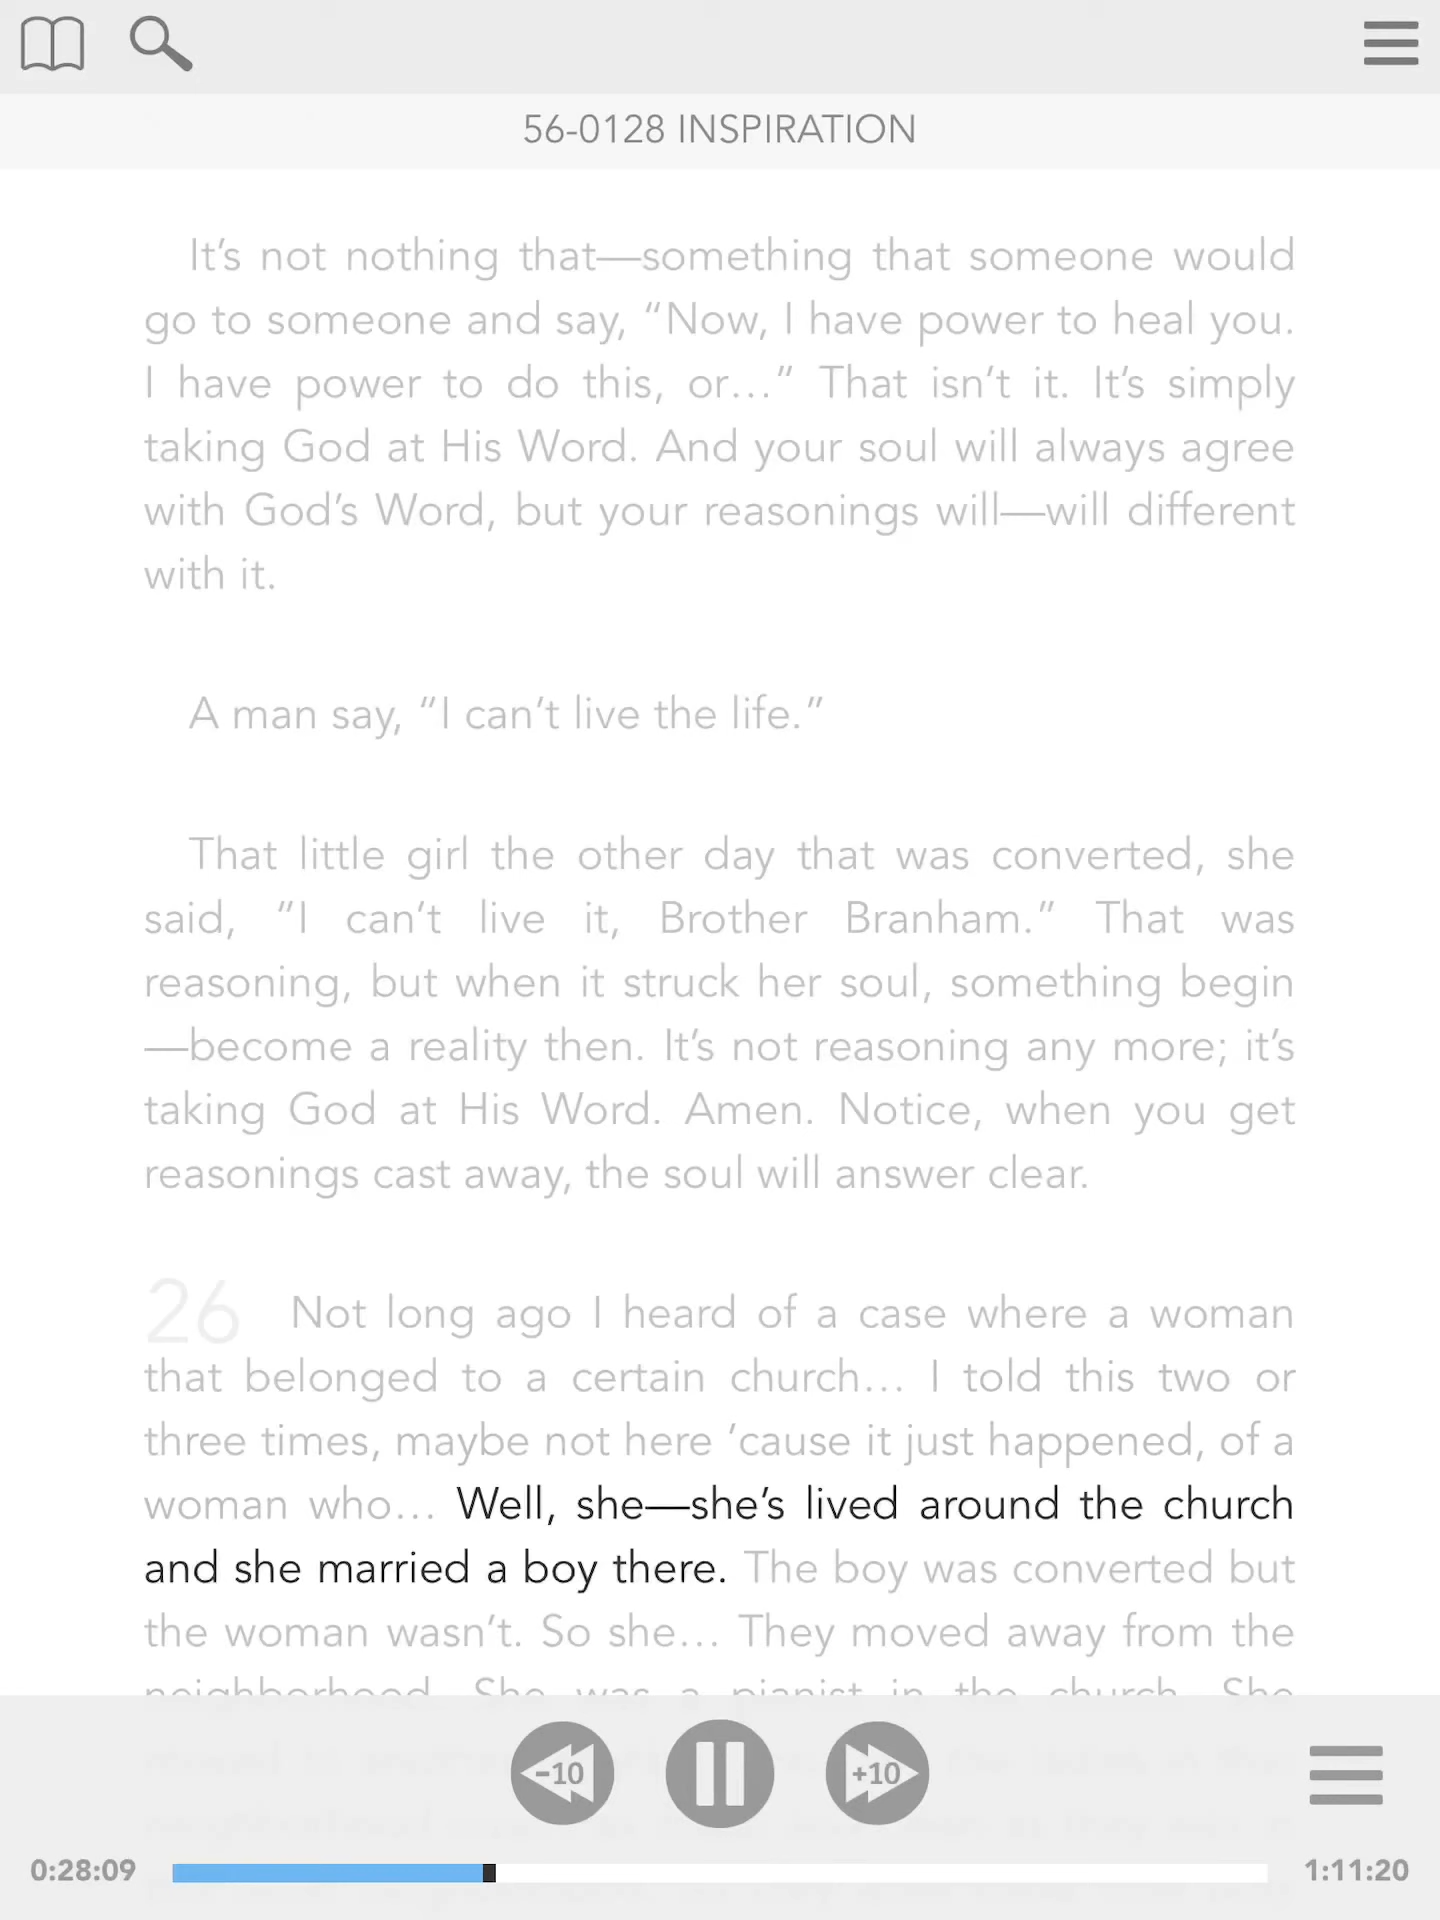 56-0128 INSPIRATION
It's not nothing that—something that someone would
go to someone and say, “Now, I have power to heal you.
I have power to do this, or…” That isn't it. It's simply
taking God at His Word. And your soul will always agree
with God's Word, but your reasonings will—will different
with it.
A man say, “I can't live the life.”
That little girl the other day that was converted, she
said, “I can't live it, Brother Branham.” That was
reasoning, but when it struck her soul, something begin
—become a reality then. It's not reasoning any more; it's
taking God at His Word. Amen. Notice, when you get
reasonings cast away, the soul will answer clear.
26 Not long ago I heard of a case where a woman
that belonged to a certain church… I told this two or
three times, maybe not here ’cause it just happened, of a
woman who… Well, she—she's lived around the church
and she married a boy there. The boy was converted but
the woman wasn't. So she… They moved away from the
neighborhood. She was a pianist in the church. She
-10 +10
0:28:09 1:11:20